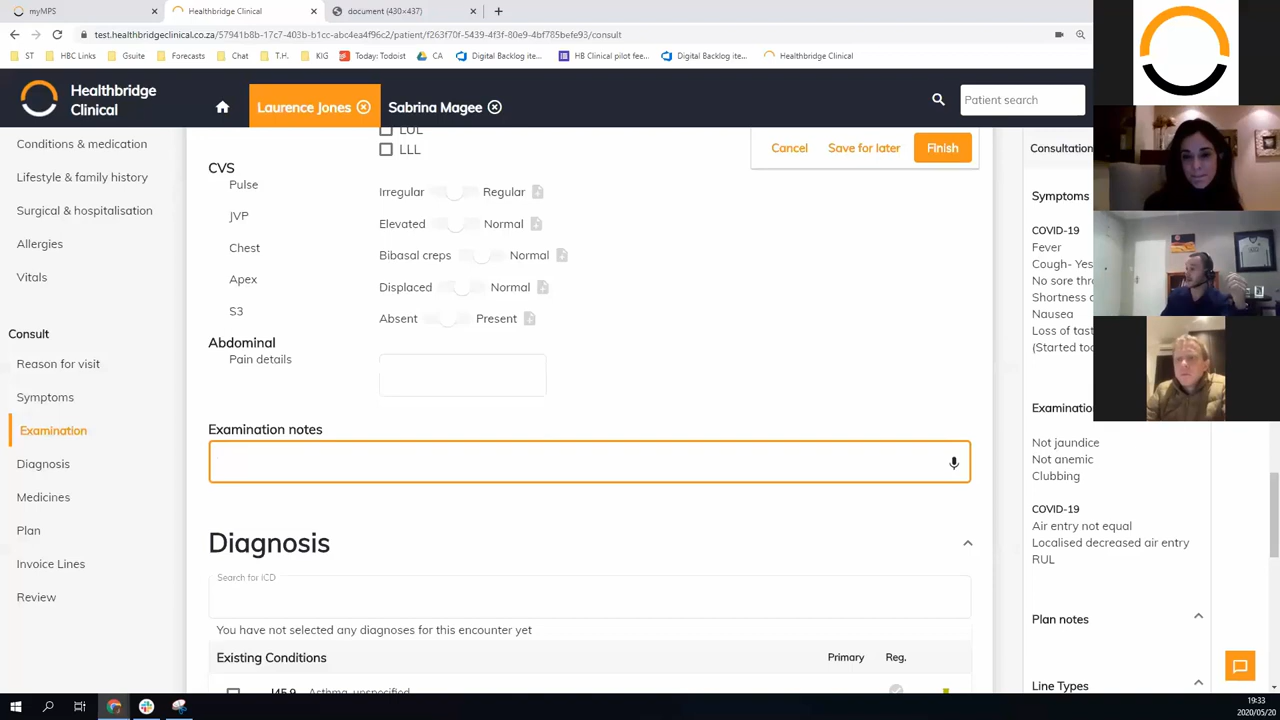 myMPS
Healthbridge Clinical
document (430×437)
test.healthbridgeclinical.co.za/57941b8b-17c7-403b-b1cc-abc4ea4f96c2/patient/f263f70f-5439-4f3f-80e9-4bf785befe93/consult
ST
HBC Links
Gsuite
Forecasts
Chat
T.H.
KIG
Today: Todoist
CA
Digital Backlog ite...
HB Clinical pilot fee...
Digital Backlog ite...
Healthbridge Clinical
Healthbridge
Clinical
Laurence Jones
Sabrina Magee
Patient search
Conditions & medication
Lifestyle & family history
Surgical & hospitalisation
Allergies
Vitals
Consult
Reason for visit
Symptoms
Examination
Diagnosis
Medicines
Plan
Invoice Lines
Review
LUL
LLL
Cancel
Save for later
Finish
CVS
Pulse
Irregular
Regular
JVP
Elevated
Normal
Chest
Bibasal creps
Normal
Apex
Displaced
Normal
S3
Absent
Present
Abdominal
Pain details
Examination notes
Diagnosis
Search for ICD
You have not selected any diagnoses for this encounter yet
Existing Conditions
Primary
Reg.
J45.9
Asthma, unspecified
Consultation
Symptoms
COVID-19
Fever
Cough- Yes
No sore
Shortness
Nausea
Loss of
(Started
Not jaundice
Not anemic
Clubbing
COVID-19
Air entry not equal
Localised decreased air entry
RUL
Plan notes
Line Types
19:33
2020/05/20